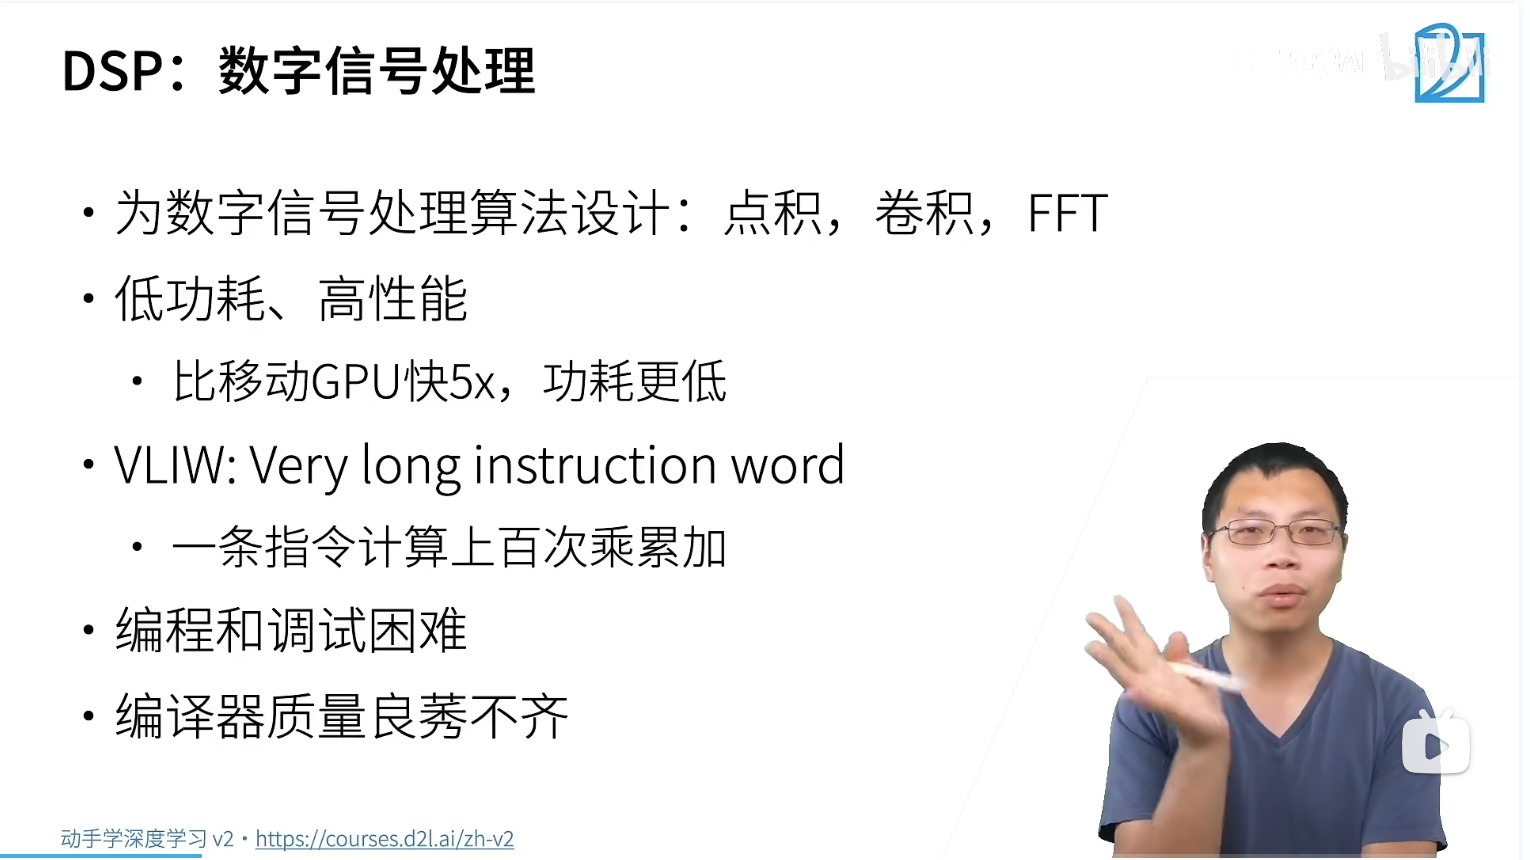 DSP：数字信号处理
bilibili
• 为数字信号处理算法设计：点积，卷积，FFT
• 低功耗、高性能
• 比移动GPU快5x，功耗更低
• VLIW: Very long instruction word
• 一条指令计算上百次乘累加
• 编程和调试困难
• 编译器质量良莠不齐
动手学深度学习 v2 • https://courses.d2l.ai/zh-v2